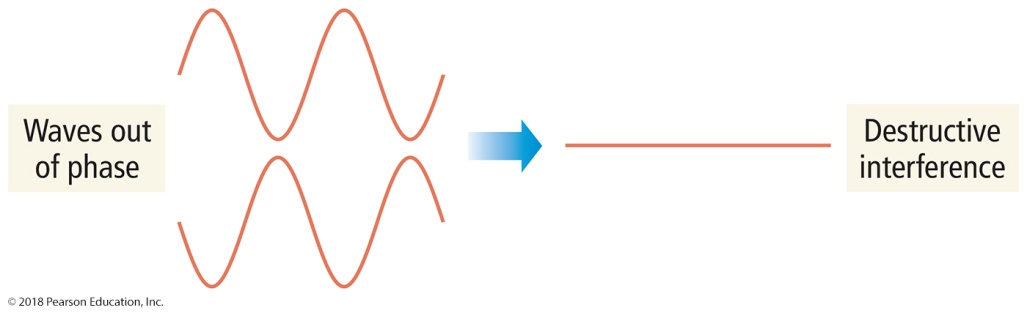 Waves out
of phase
Destructive
interference
© 2018 Pearson Education, Inc.